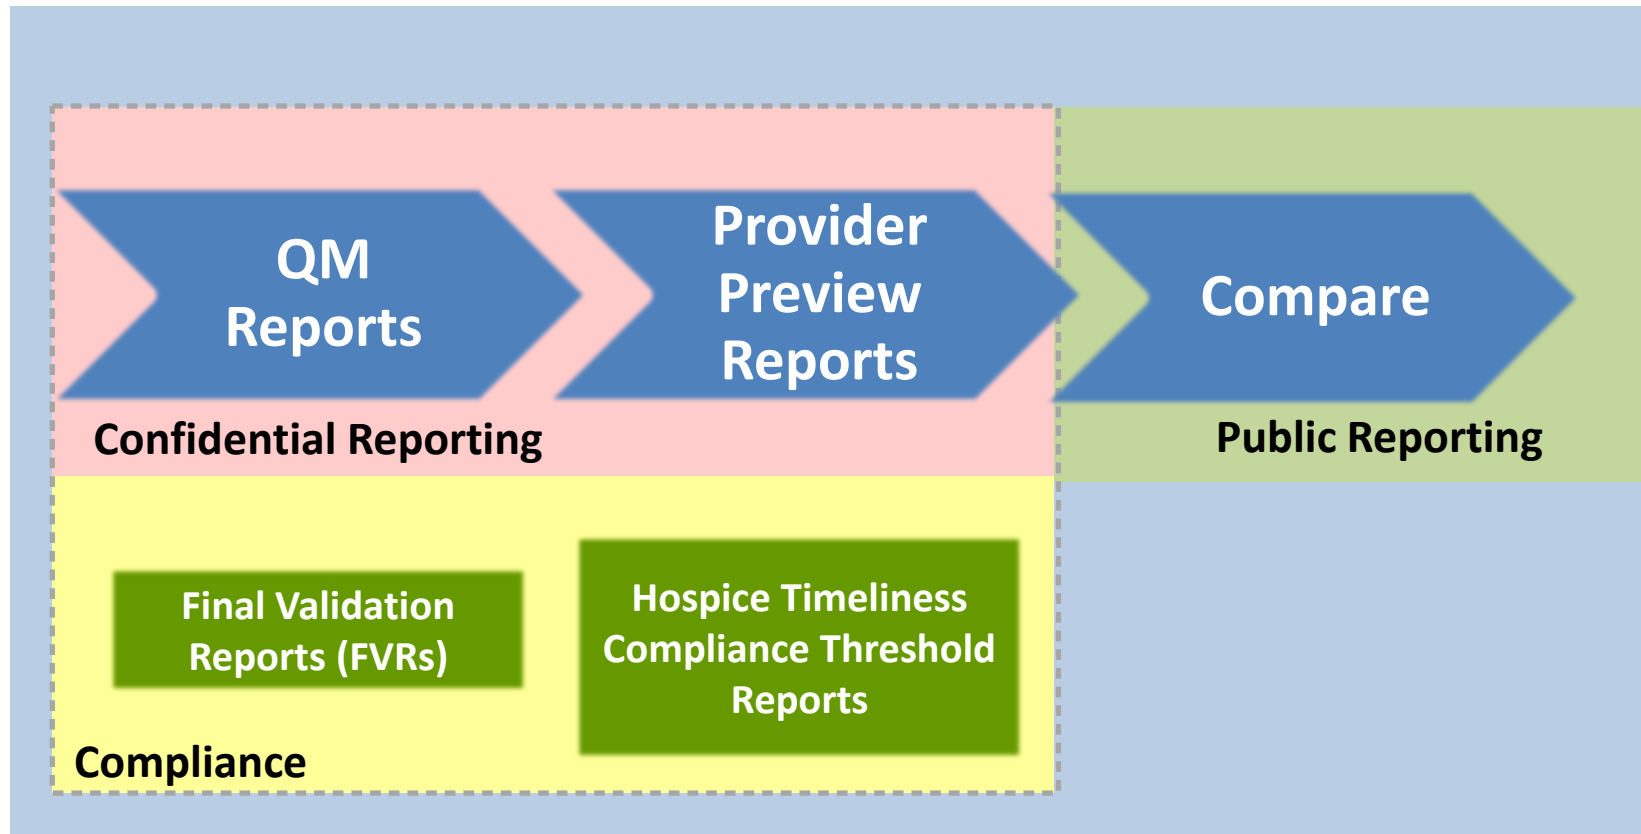 QM
Reports
Provider
Preview
Reports
Compare
Confidential Reporting
Public Reporting
Final Validation
Reports (FVRs)
Hospice Timeliness
Compliance Threshold
Reports
Compliance